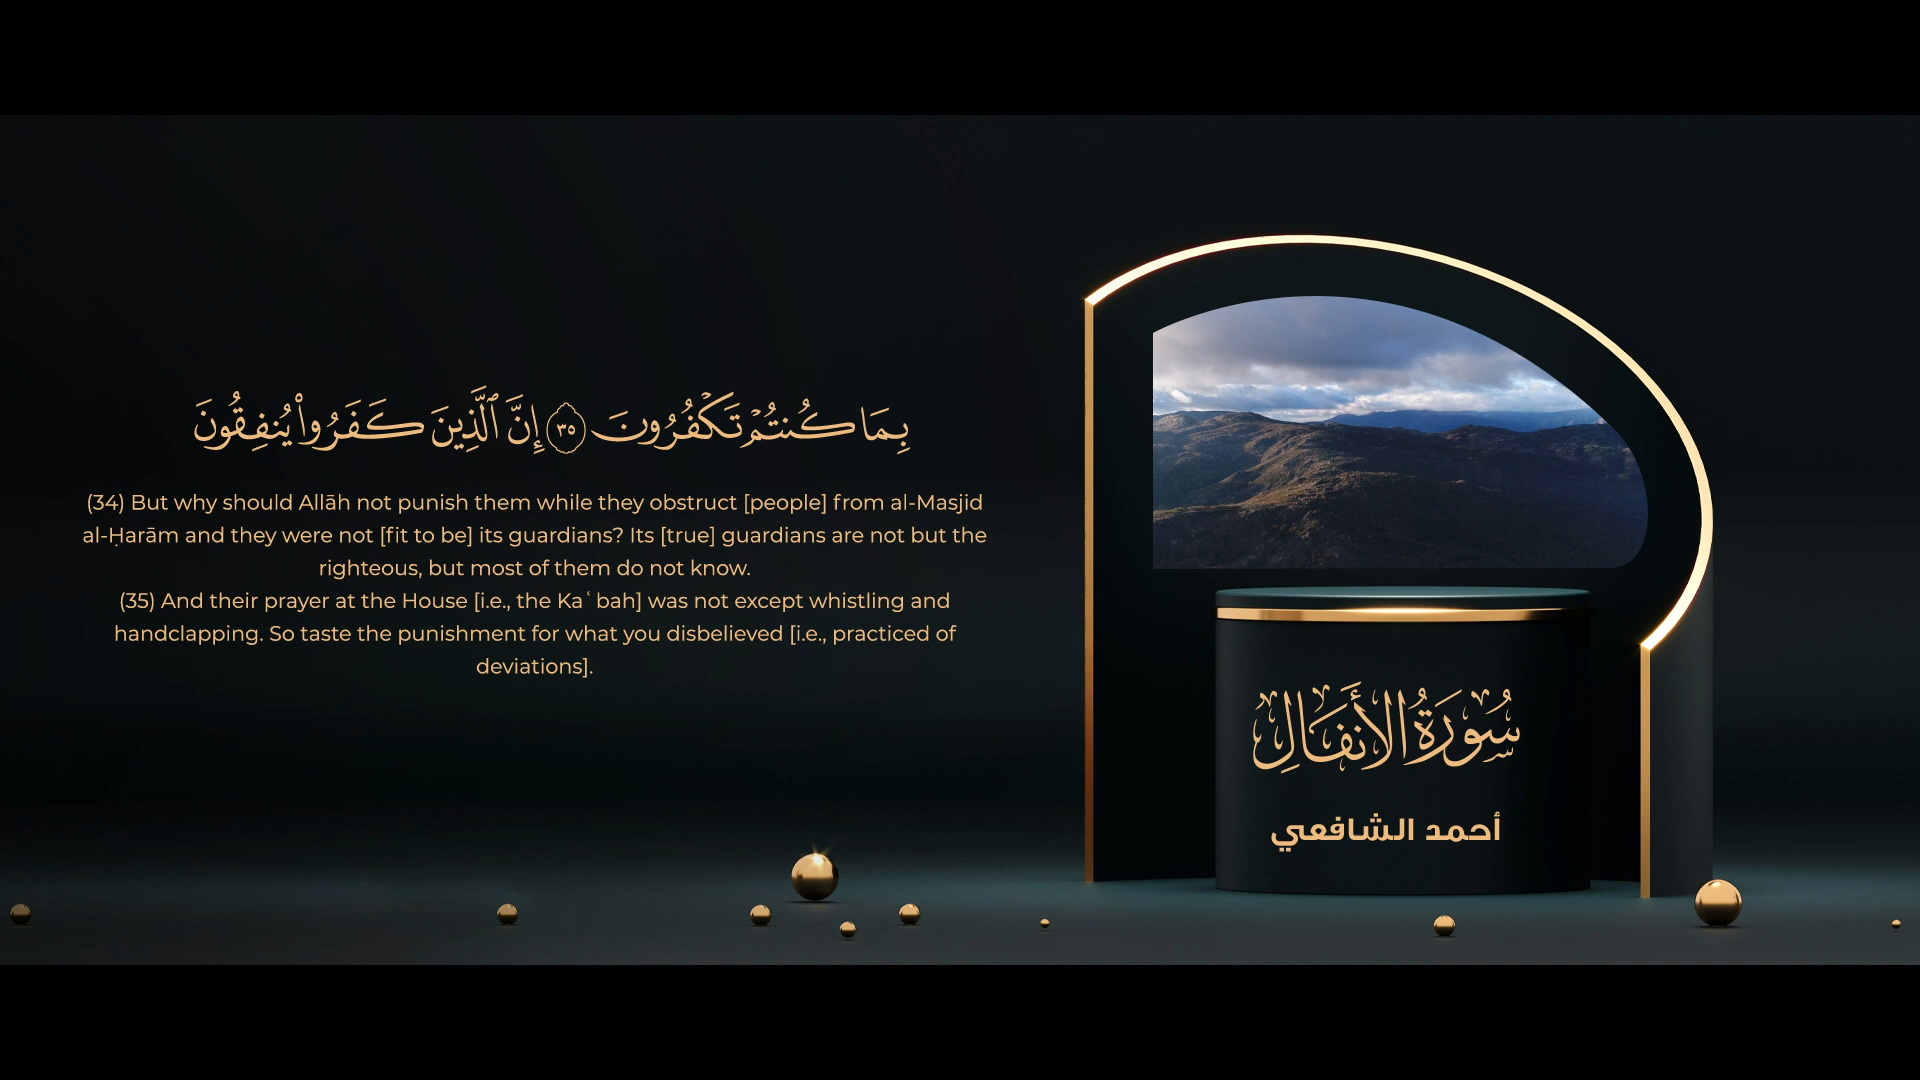 بِمَا كُنتُمْ تَكْفُرُونَ ٣٥ إِنَّ ٱلَّذِينَ كَفَرُوا۟ يُنفِقُونَ
(34) But why should Allāh not punish them while they obstruct [people] from al-Masjid
al-Ḥarām and they were not [fit to be] its guardians? Its [true] guardians are not but the
righteous, but most of them do not know.
(35) And their prayer at the House [i.e., the Kaʿbah] was not except whistling and
handclapping. So taste the punishment for what you disbelieved [i.e., practiced of
deviations].
سُورَةُ الأَنفَالِ
أحمد الشافعي